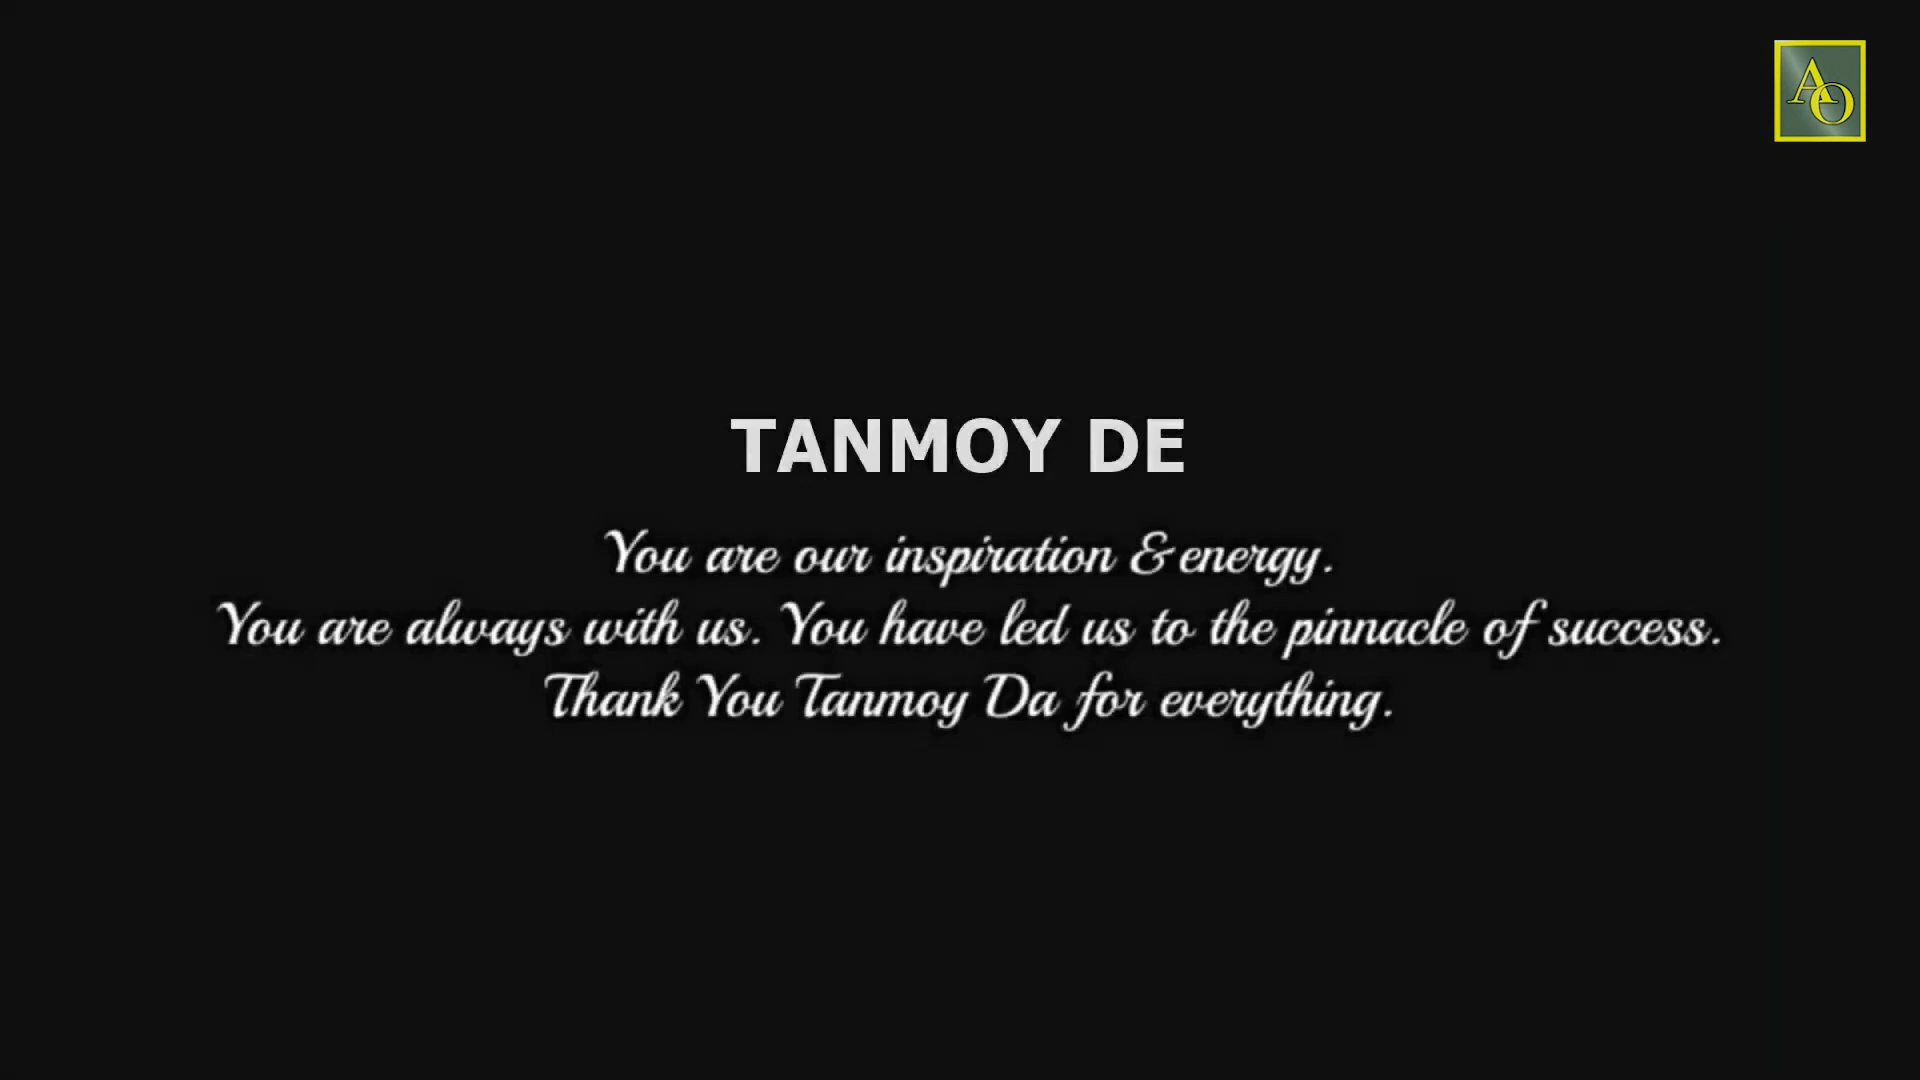 AO
TANMOY DE
You are our inspiration & energy.
You are always with us. You have led us to the pinnacle of success.
Thank You Tanmoy Da for everything.